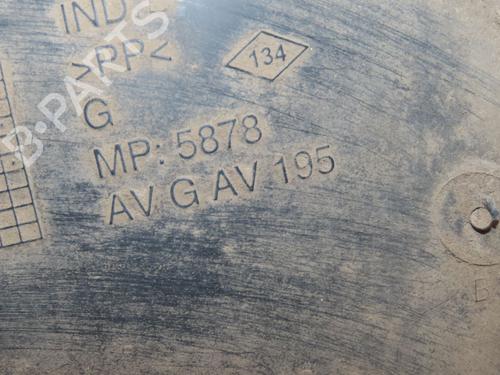 IND
>PP<
134
G
MP: 5878
AV G AV 195
B-PARTS